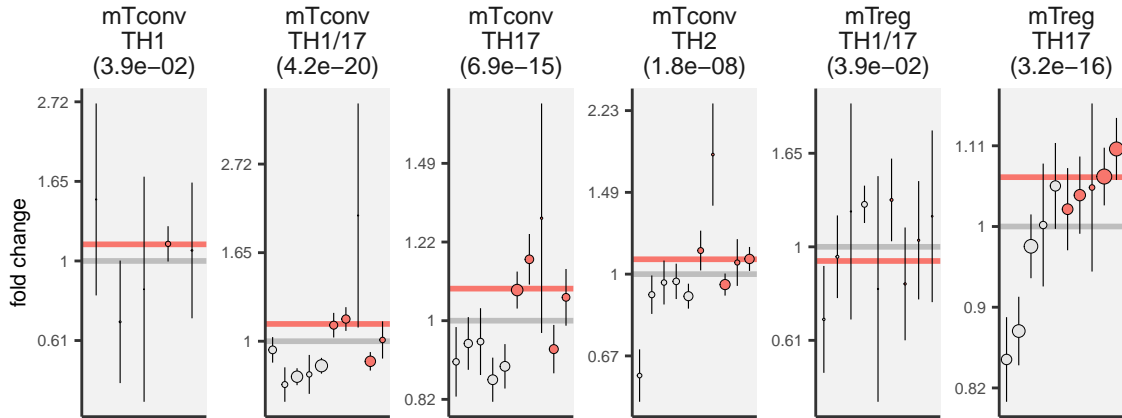 mTconv
TH1
(3.9e−02)
mTconv
TH1/17
(4.2e−20)
mTconv
TH17
(6.9e−15)
mTconv
TH2
(1.8e−08)
mTreg
TH1/17
(3.9e−02)
mTreg
TH17
(3.2e−16)
fold change
2.72
1.65
1
0.61
2.72
1.65
1
1.49
1.22
1
0.82
2.23
1.49
1
0.67
1.65
1
0.61
1.11
1
0.9
0.82